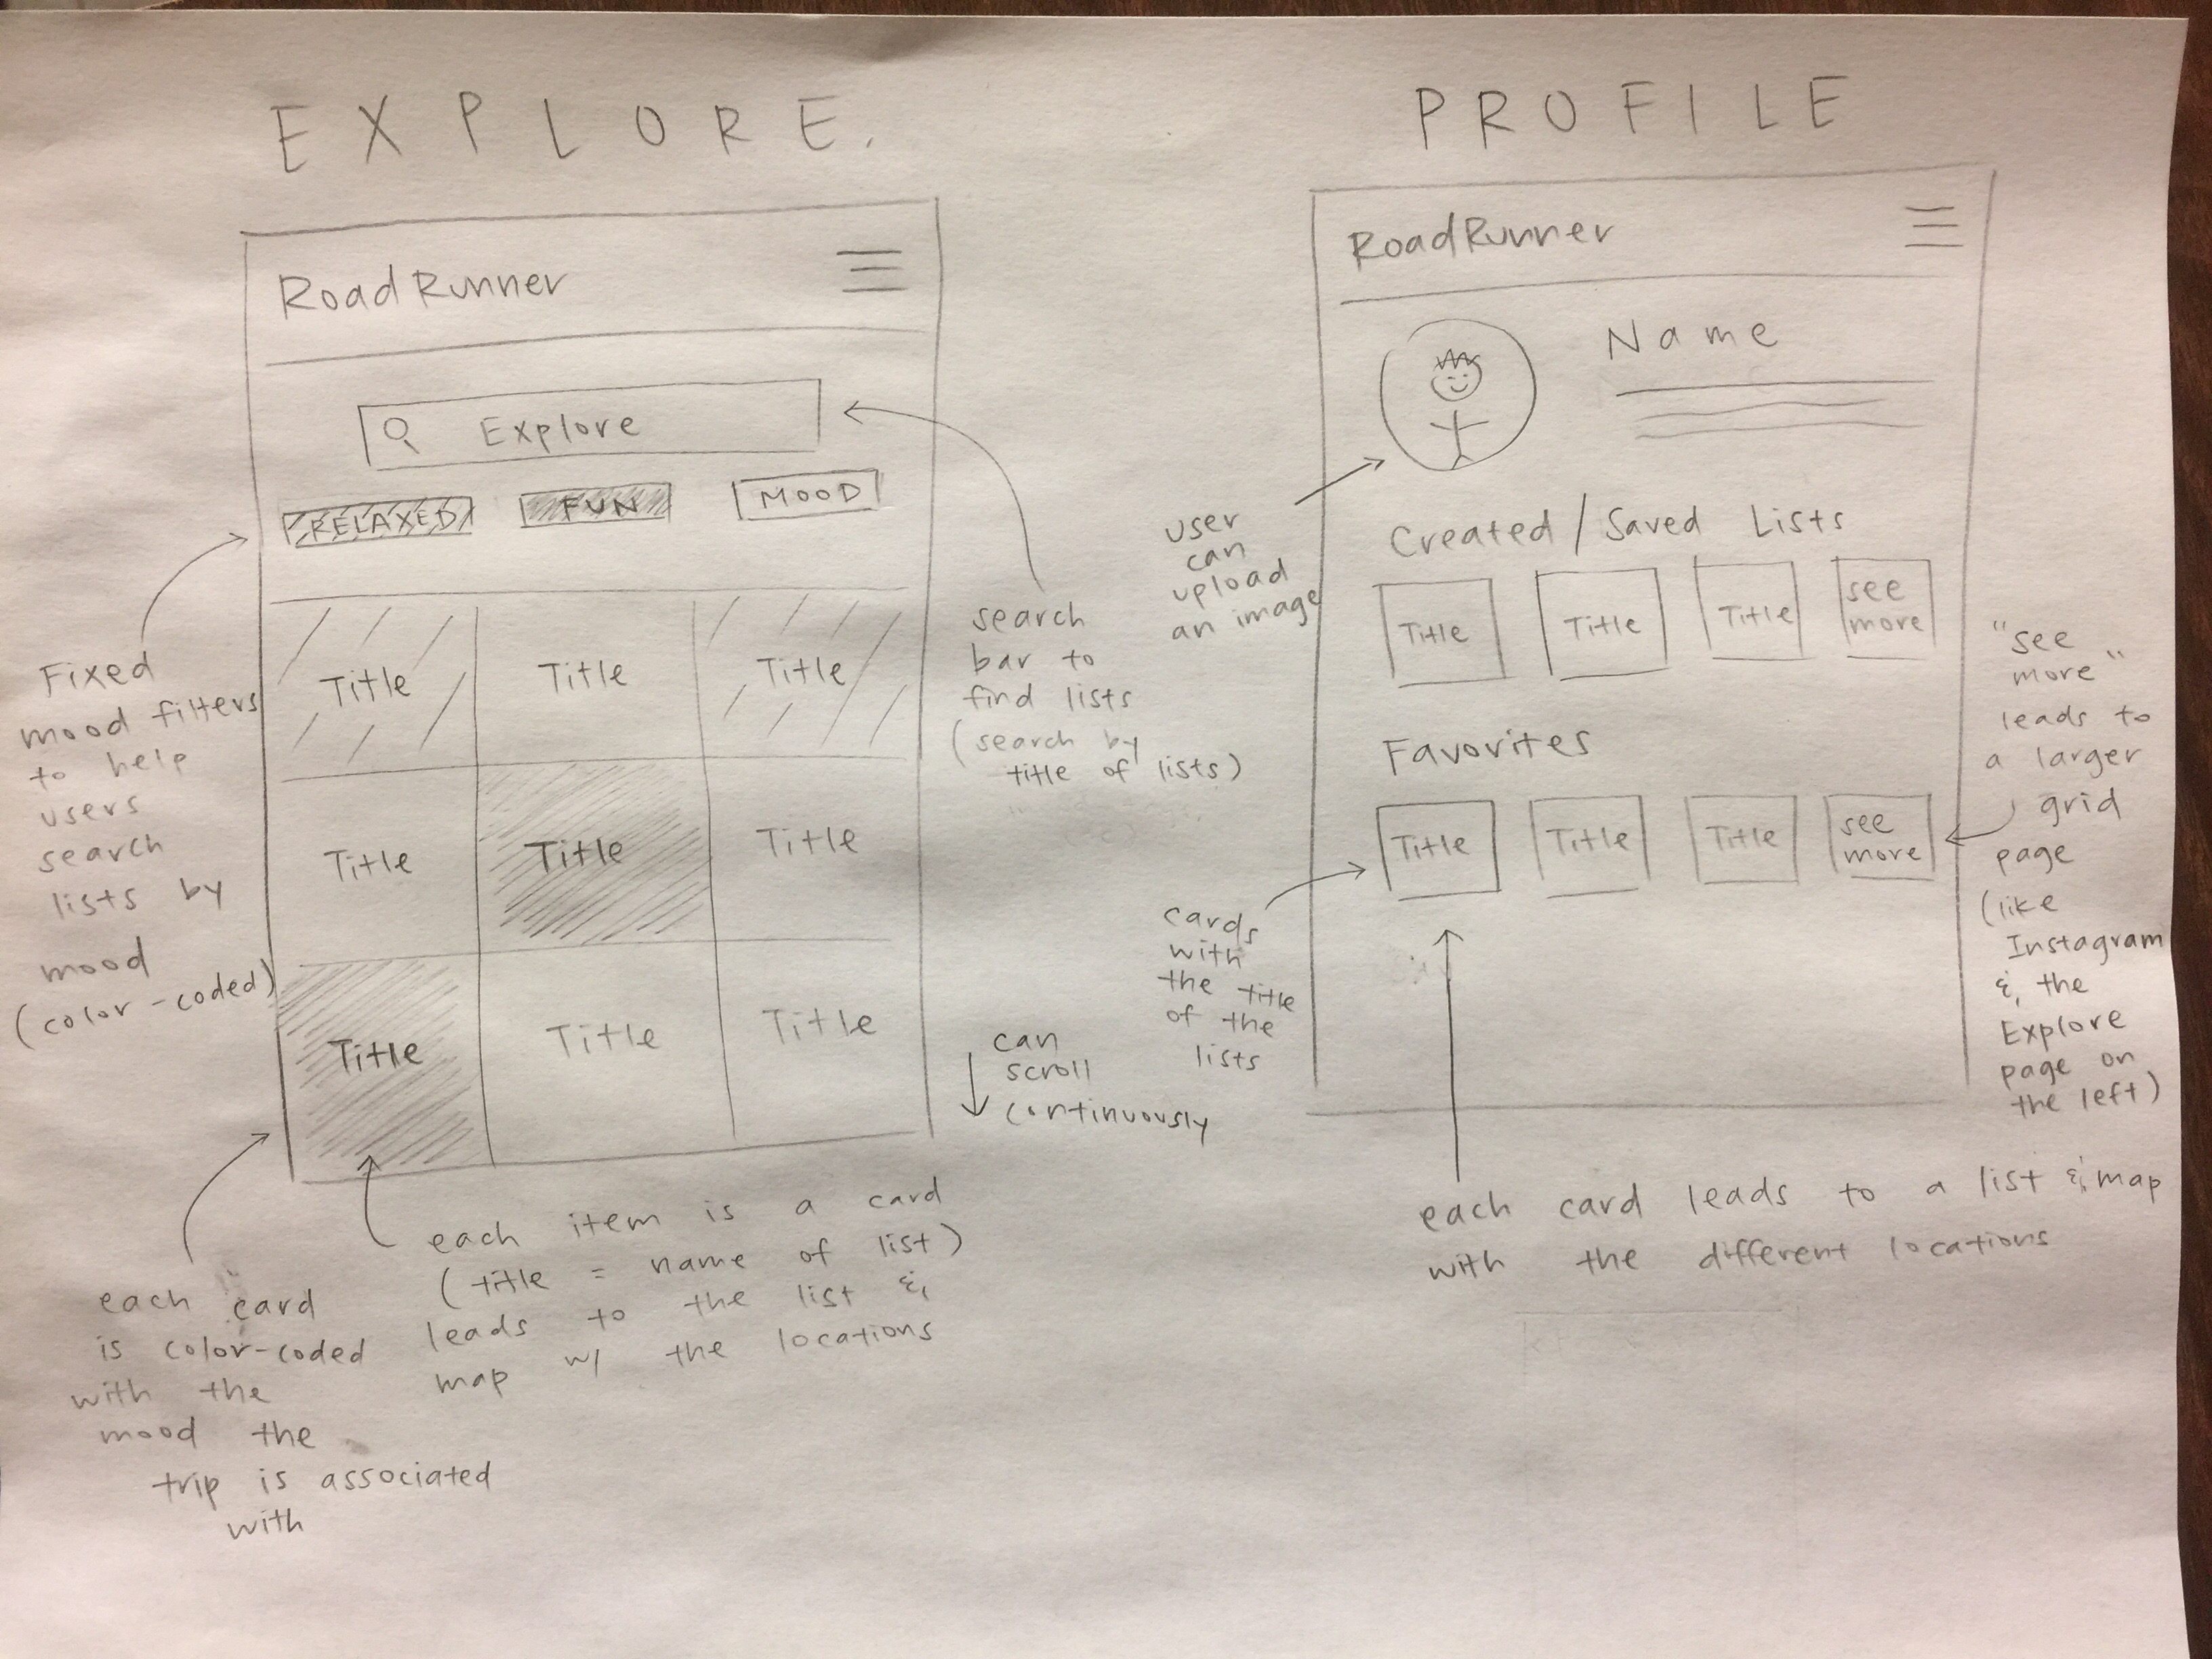 EXPLORE.
RoadRunner
Explore
RELAXED FUN MOOD
Title Title Title
Title Title Title
Title Title Title
Fixed
mood filters
to help
users
search
lists by
mood
(color-coded)
search
bar to
find lists
(search by
title of lists)
can
scroll
continuously
each card
is color-coded
with the
mood the
trip is associated
with
each item is a card
(title = name of list)
leads to the list &
map w/ the locations
PROFILE
RoadRunner
Name
Created/Saved Lists
Title Title Title see
more
Favorites
Title Title Title see
more
user
can
upload
an image
cards
with
the title
of the
lists
"see
more"
leads to
a larger
grid
page
(like
Instagram
& the
Explore
page on
the left)
each card leads to a list & map
with the different locations